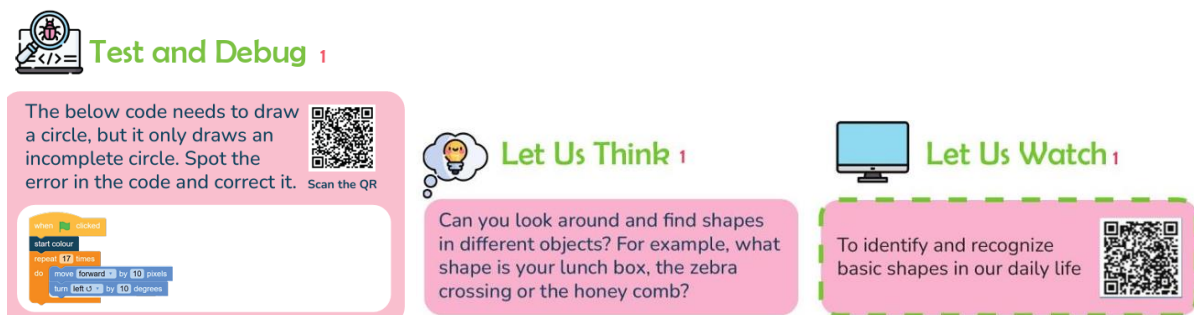 Test and Debug 1
The below code needs to draw
a circle, but it only draws an
incomplete circle. Spot the
error in the code and correct it.
Scan the QR
when clicked
start colour
repeat 17 times
do move forward by 10 pixels
turn left ↺ by 10 degrees
Let Us Think 1
Can you look around and find shapes
in different objects? For example, what
shape is your lunch box, the zebra
crossing or the honey comb?
Let Us Watch 1
To identify and recognize
basic shapes in our daily life